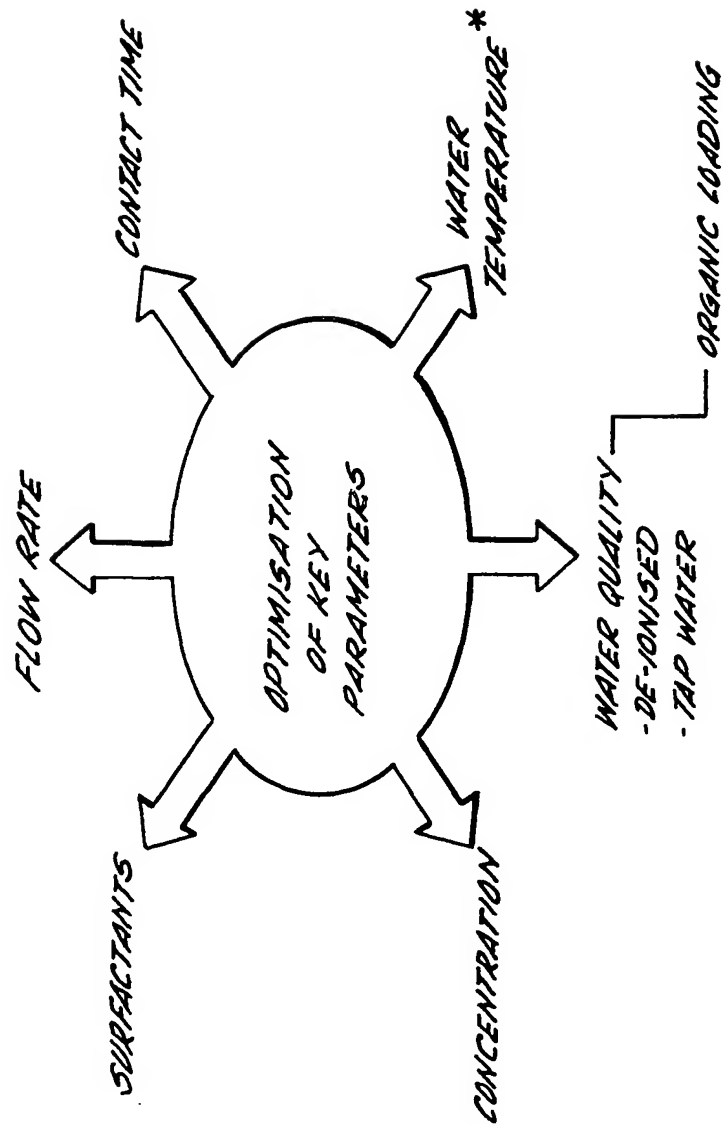 FLOW RATE
SURFACTANTS
CONTACT TIME
OPTIMISATION
OF KEY
PARAMETERS
CONCENTRATION
WATER
TEMPERATURE*
WATER QUALITY
-DE-IONISED
- TAP WATER
ORGANIC LOADING